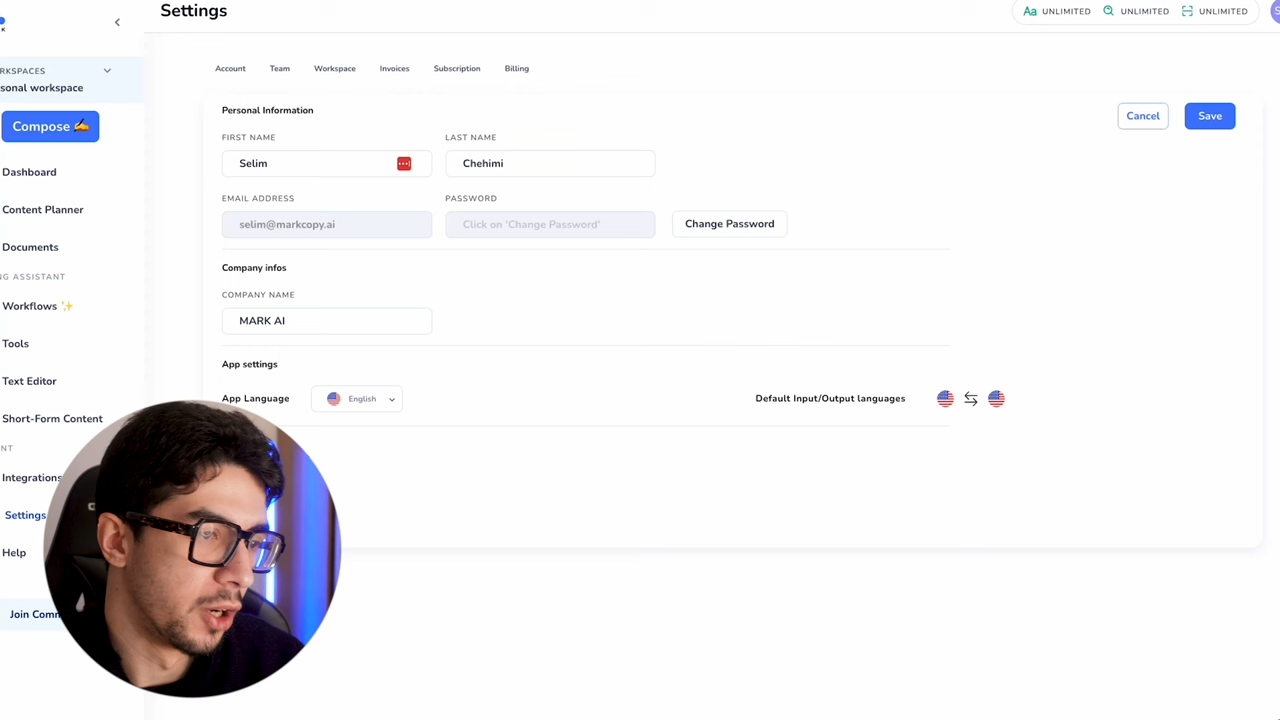 Settings
Aa UNLIMITED UNLIMITED UNLIMITED
RKSPACES
sonal workspace
Compose ✍️
Dashboard
Content Planner
Documents
NG ASSISTANT
Workflows ✨
Tools
Text Editor
Short-Form Content
NT
Integrations
Settings
Help
Join Comm
Account Team Workspace Invoices Subscription Billing
Personal Information
Cancel Save
FIRST NAME LAST NAME
Selim Chehimi
EMAIL ADDRESS PASSWORD
selim@markcopy.ai Click on 'Change Password' Change Password
Company infos
COMPANY NAME
MARK AI
App settings
App Language English Default Input/Output languages